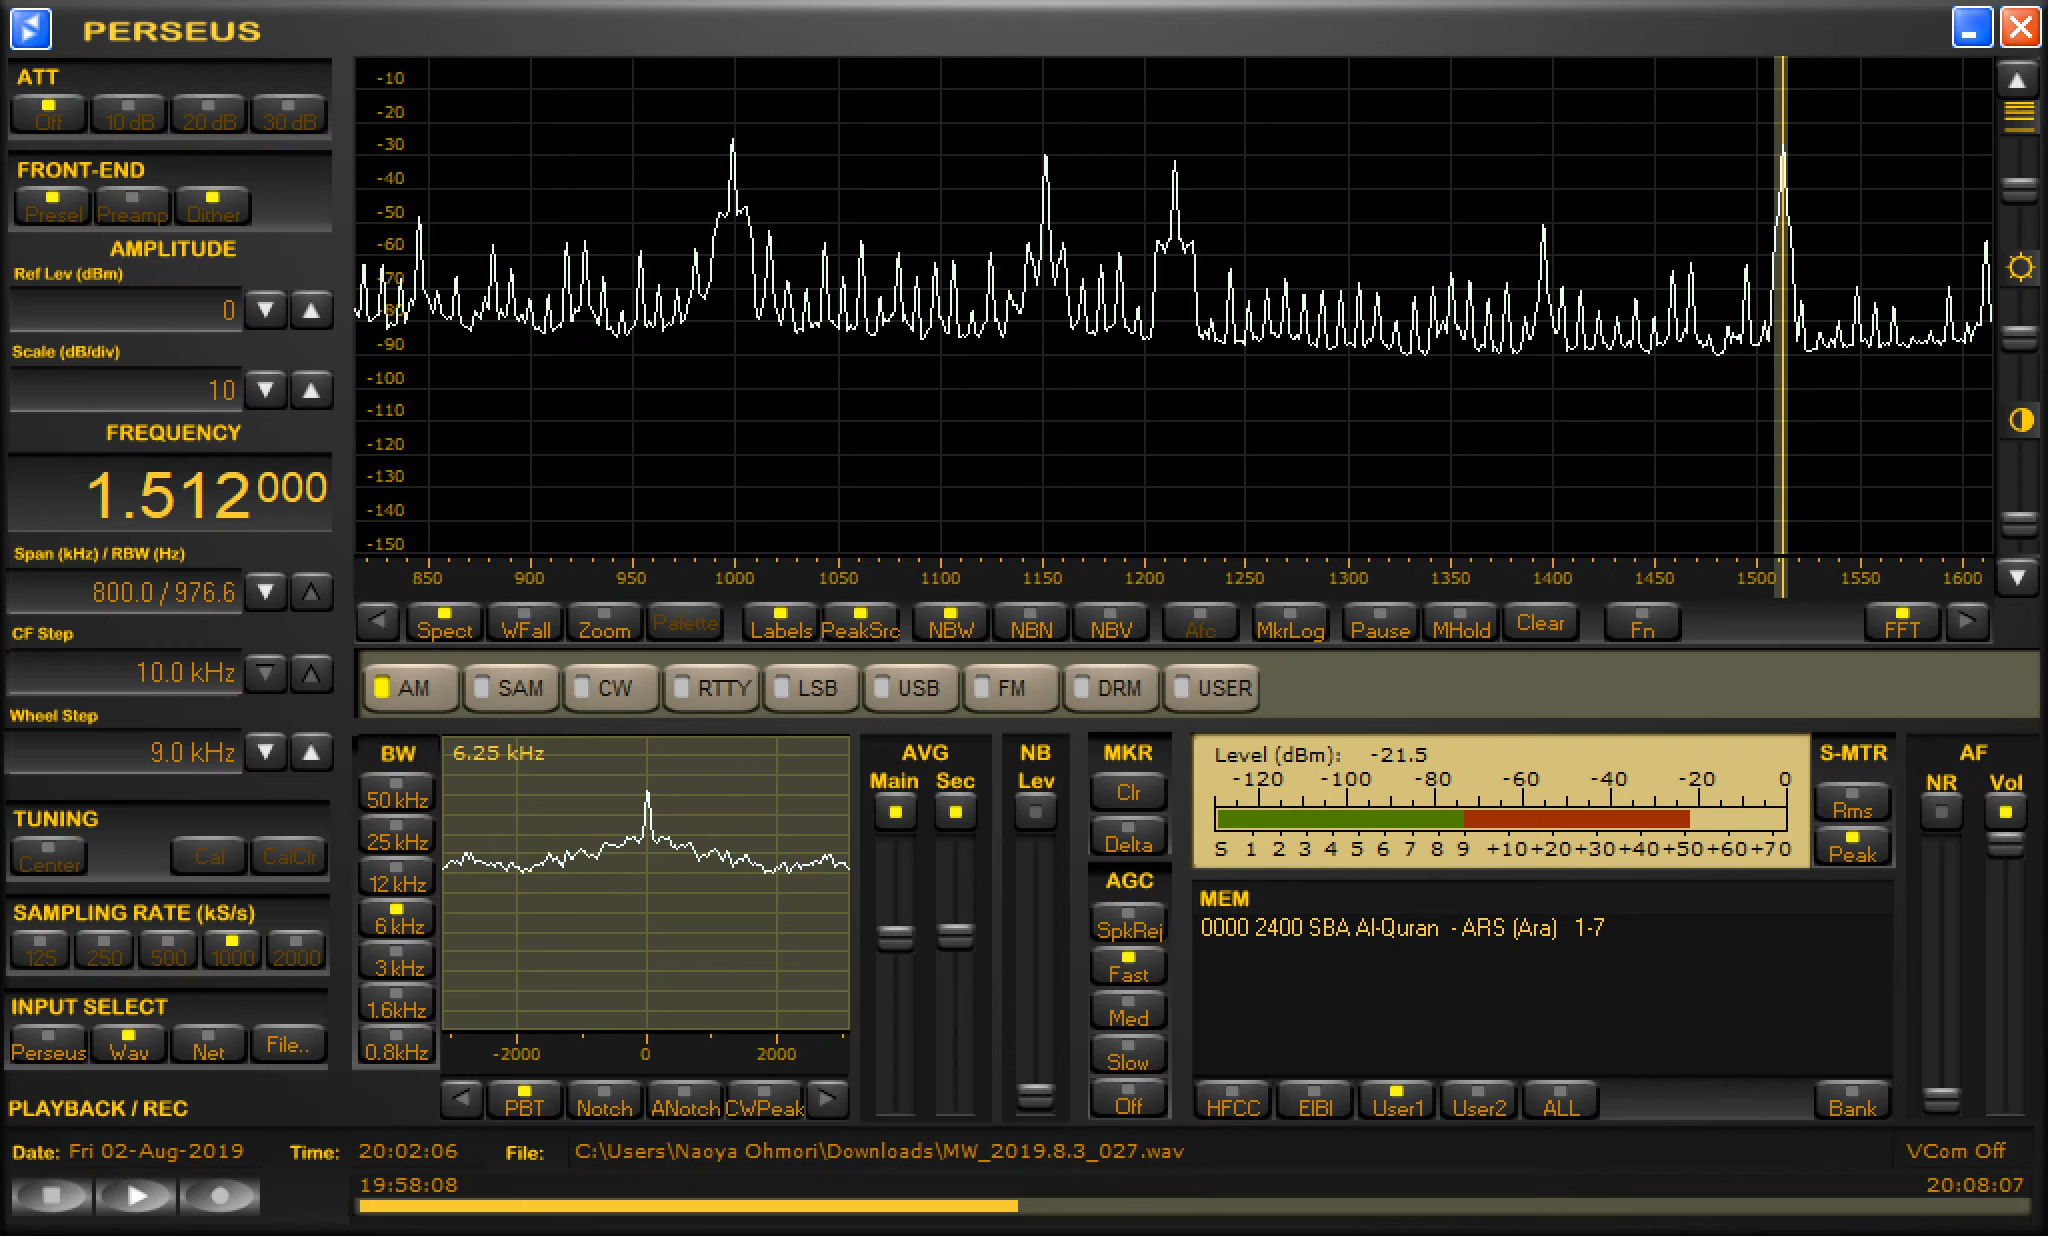 PERSEUS
ATT
Off 10 dB 20 dB 30 dB
FRONT-END
Presel Preamp Dither
AMPLITUDE
Ref Lev (dBm)
0
Scale (dB/div)
10
FREQUENCY
1.512000
Span (kHz) / RBW (Hz)
800.0 / 976.6
CF Step
10.0 kHz
Wheel Step
9.0 kHz
TUNING
Center Cal CalClr
SAMPLING RATE (kS/s)
125 250 500 1000 2000
INPUT SELECT
Perseus Wav Net File..
-10
-20
-30
-40
-50
-60
-70
-80
-90
-100
-110
-120
-130
-140
-150
850 900 950 1000 1050 1100 1150 1200 1250 1300 1350 1400 1450 1500 1550 1600
Spect WFall Zoom Palette Labels PeakSrc NBW NBN NBV Afc MkrLog Pause MHold Clear Fn FFT
AM SAM CW RTTY LSB USB FM DRM USER
BW
50 kHz
25 kHz
12 kHz
6 kHz
3 kHz
1.6kHz
0.8kHz
6.25 kHz
-2000 0 2000
PBT Notch ANotch CWPeak
AVG
Main Sec
NB
Lev
MKR
Clr
Delta
AGC
SpkRej
Fast
Med
Slow
Off
Level (dBm): -21.5
-120 -100 -80 -60 -40 -20 0
S 1 2 3 4 5 6 7 8 9 +10+20+30+40+50+60+70
S-MTR
Rms
Peak
AF
NR Vol
MEM
0000 2400 SBA Al-Quran - ARS (Ara) 1-7
HFCC EIBI User1 User2 ALL Bank
PLAYBACK / REC
Date: Fri 02-Aug-2019 Time: 20:02:06 File: C:\Users\Naoya Ohmori\Downloads\MW_2019.8.3_027.wav VCom Off
19:58:08 20:08:07